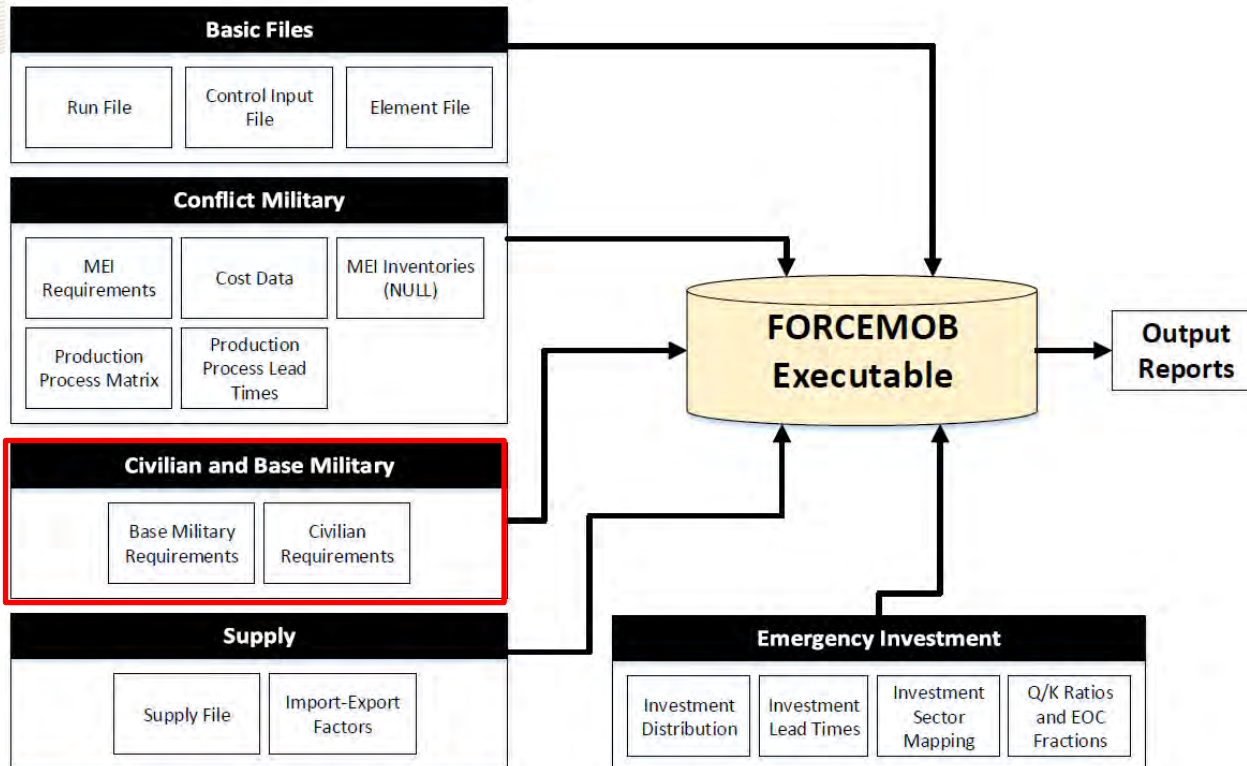 Basic Files
Run File
Control Input
File
Element File
Conflict Military
MEI
Requirements
Cost Data
MEI Inventories
(NULL)
Production
Process Matrix
Production
Process Lead
Times
Civilian and Base Military
Base Military
Requirements
Civilian
Requirements
Supply
Supply File
Import-Export
Factors
FORCEMOB
Executable
Output
Reports
Emergency Investment
Investment
Distribution
Investment
Lead Times
Investment
Sector
Mapping
Q/K Ratios
and EOC
Fractions